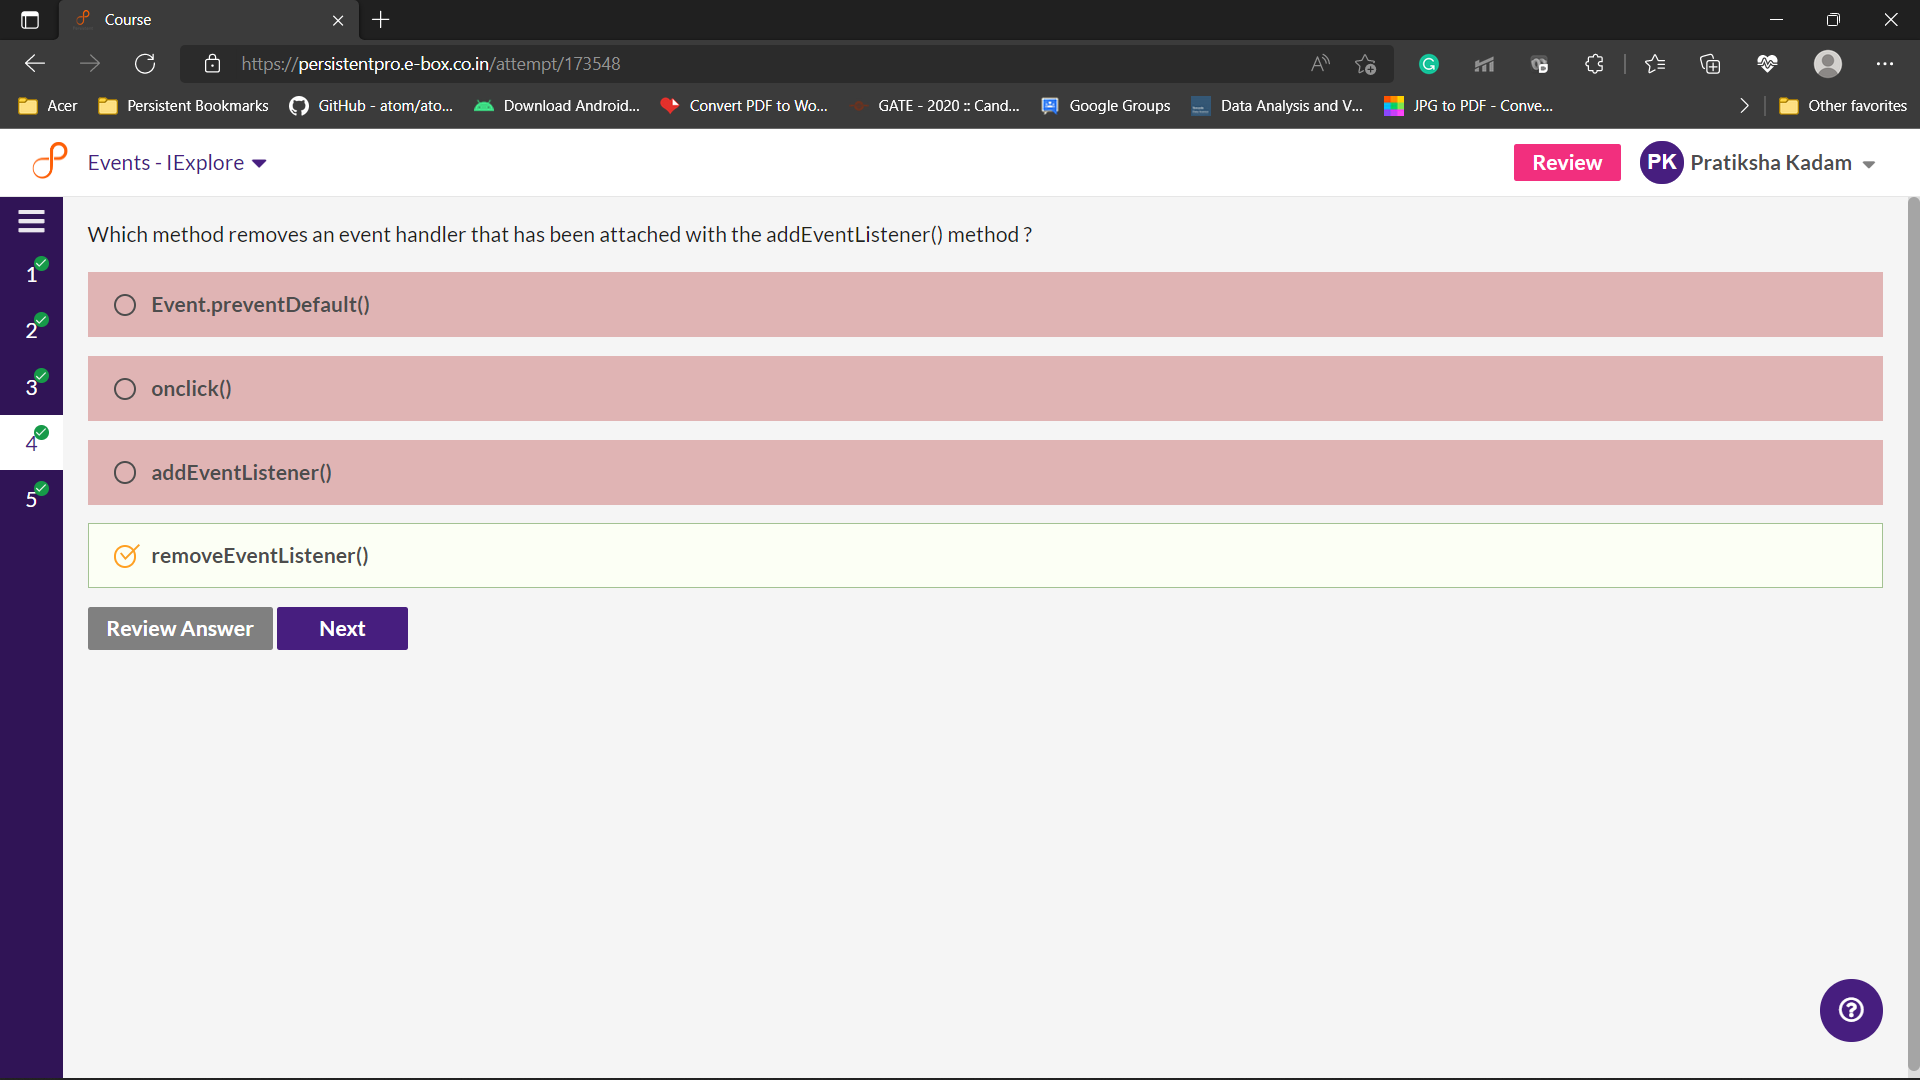 Course
https://persistentpro.e-box.co.in/attempt/173548
Acer
Persistent Bookmarks
GitHub - atom/ato...
Download Android...
Convert PDF to Wo...
GATE - 2020 :: Cand...
Google Groups
Data Analysis and V...
JPG to PDF - Conve...
Other favorites
Events - IExplore
Review
PK
Pratiksha Kadam
1
2
3
4
5
Which method removes an event handler that has been attached with the addEventListener() method ?
Event.preventDefault()
onclick()
addEventListener()
removeEventListener()
Review Answer
Next